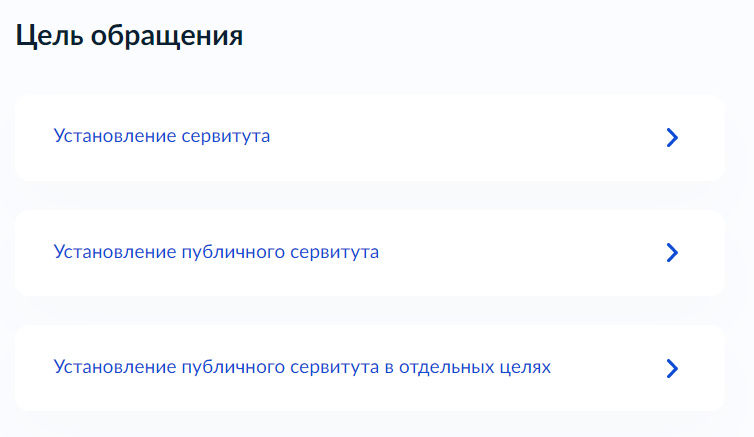 Цель обращения
Установление сервитута
Установление публичного сервитута
Установление публичного сервитута в отдельных целях